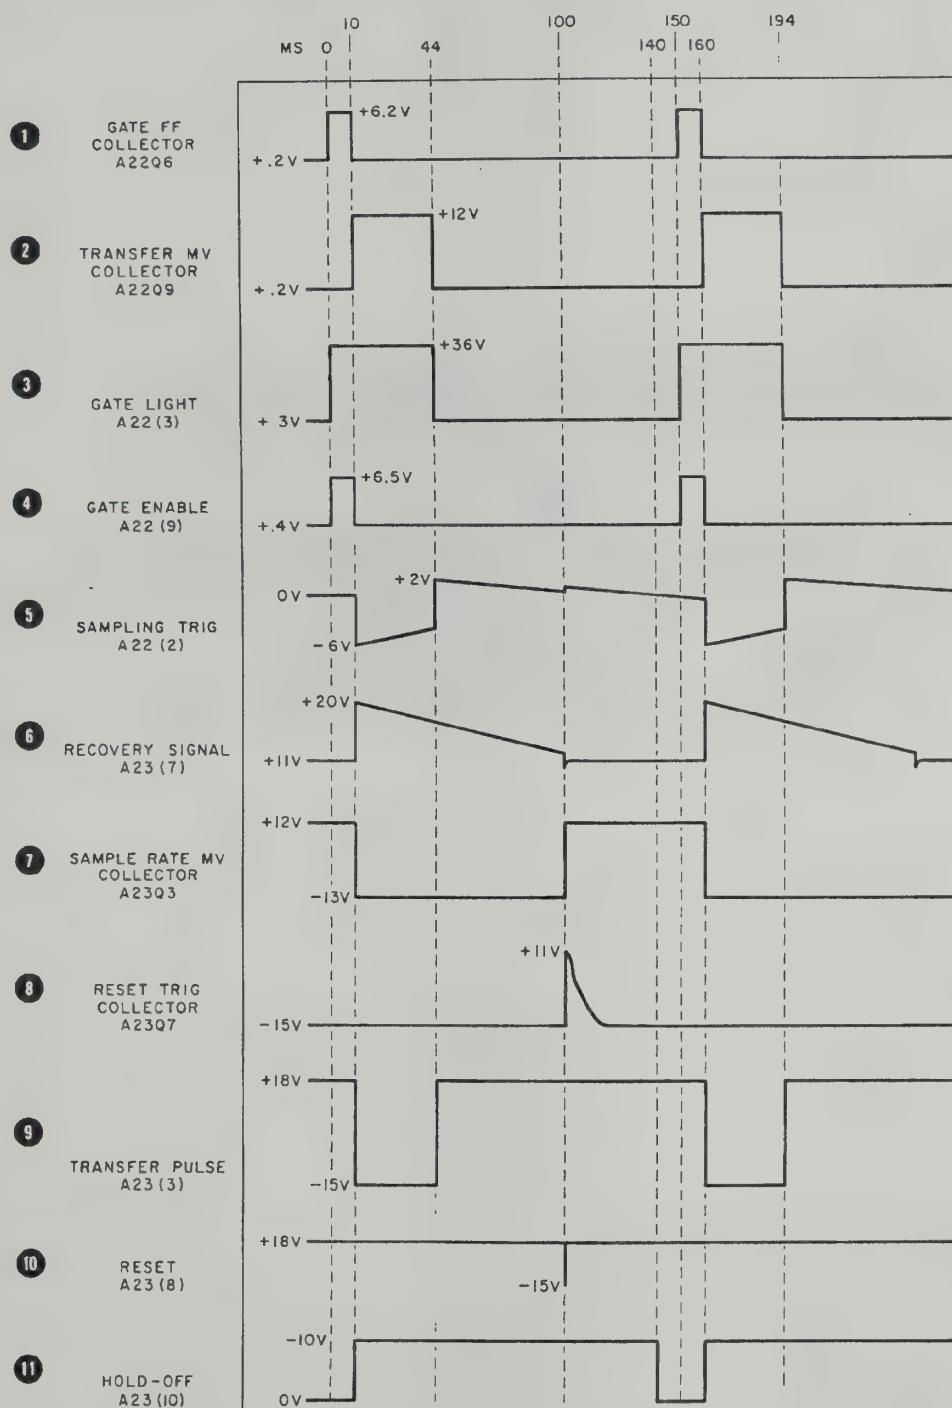 10 100 150 194
MS 0 44 140 160
1 GATE FF
COLLECTOR
A22Q6
+6.2V
+.2V
2 TRANSFER MV
COLLECTOR
A22Q9
+12V
+.2V
3 GATE LIGHT
A22(3)
+36V
+ 3V
4 GATE ENABLE
A22(9)
+6.5V
+.4V
5 SAMPLING TRIG
A22(2)
+2V
0V
-6V
6 RECOVERY SIGNAL
A23(7)
+20V
+11V
7 SAMPLE RATE MV
COLLECTOR
A23Q3
+12V
-13V
8 RESET TRIG
COLLECTOR
A23Q7
+11V
-15V
9 TRANSFER PULSE
A23(3)
+18V
-15V
10 RESET
A23(8)
+18V
-15V
11 HOLD-OFF
A23(10)
-10V
0V